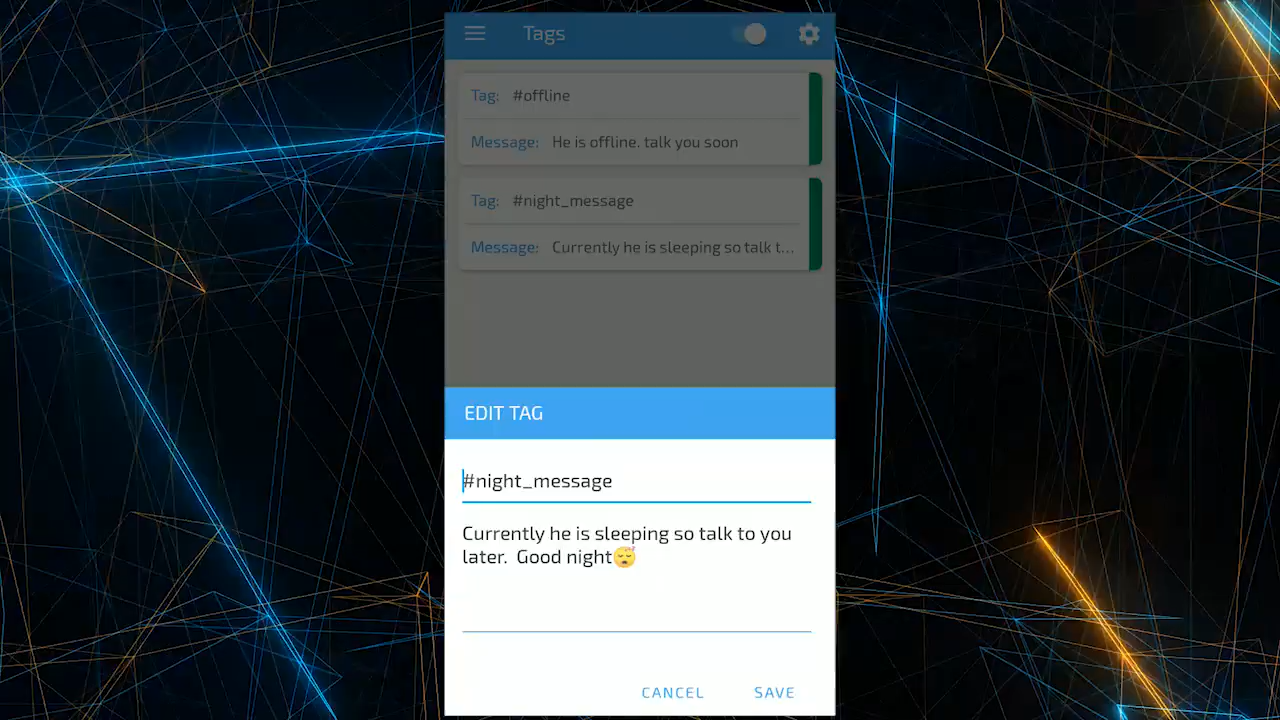 Tags
Tag: #offline
Message: He is offline. talk you soon
Tag: #night_message
Message: Currently he is sleeping so talk t...
EDIT TAG
#night_message
Currently he is sleeping so talk to you
later. Good night😴
CANCEL SAVE